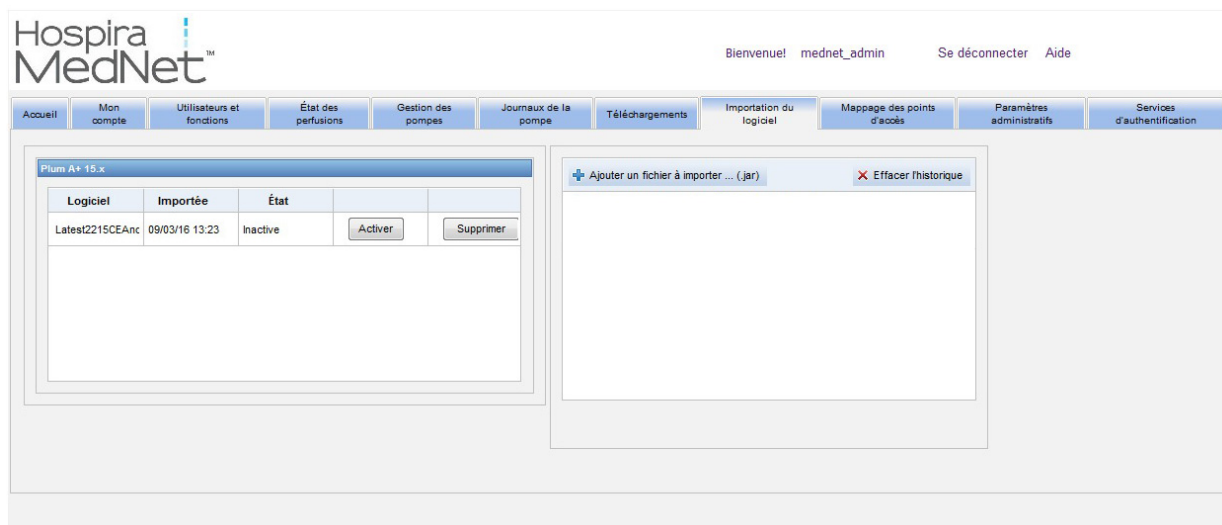 Hospira
MedNet™
Bienvenue! mednet_admin Se déconnecter Aide
Accueil
Mon compte
Utilisateurs et fonctions
État des perfusions
Gestion des pompes
Journaux de la pompe
Téléchargements
Importation du logiciel
Mappage des points d'accès
Paramètres administratifs
Services d'authentification
Plum A+ 15.x
Logiciel Importée État
Latest2215CEAnc 09/03/16 13:23 Inactive Activer Supprimer
Ajouter un fichier à importer ... (.jar) Effacer l'historique